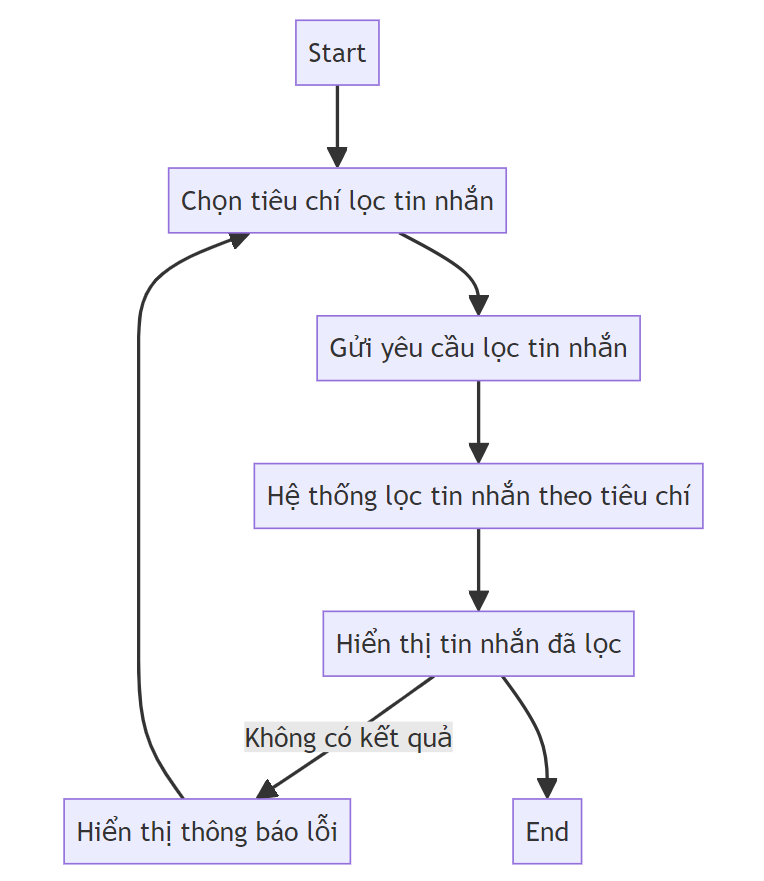 Start
Chọn tiêu chí lọc tin nhắn
Gửi yêu cầu lọc tin nhắn
Hệ thống lọc tin nhắn theo tiêu chí
Hiển thị tin nhắn đã lọc
Không có kết quả
Hiển thị thông báo lỗi
End